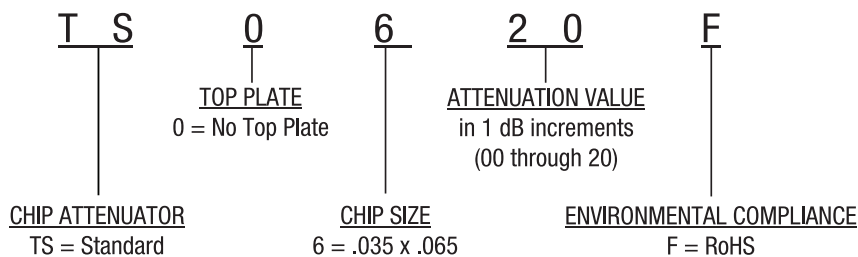 T S 0 6 2 0 F
TOP PLATE
0 = No Top Plate
ATTENUATION VALUE
in 1 dB increments
(00 through 20)
CHIP ATTENUATOR
TS = Standard
CHIP SIZE
6 = .035 x .065
ENVIRONMENTAL COMPLIANCE
F = RoHS